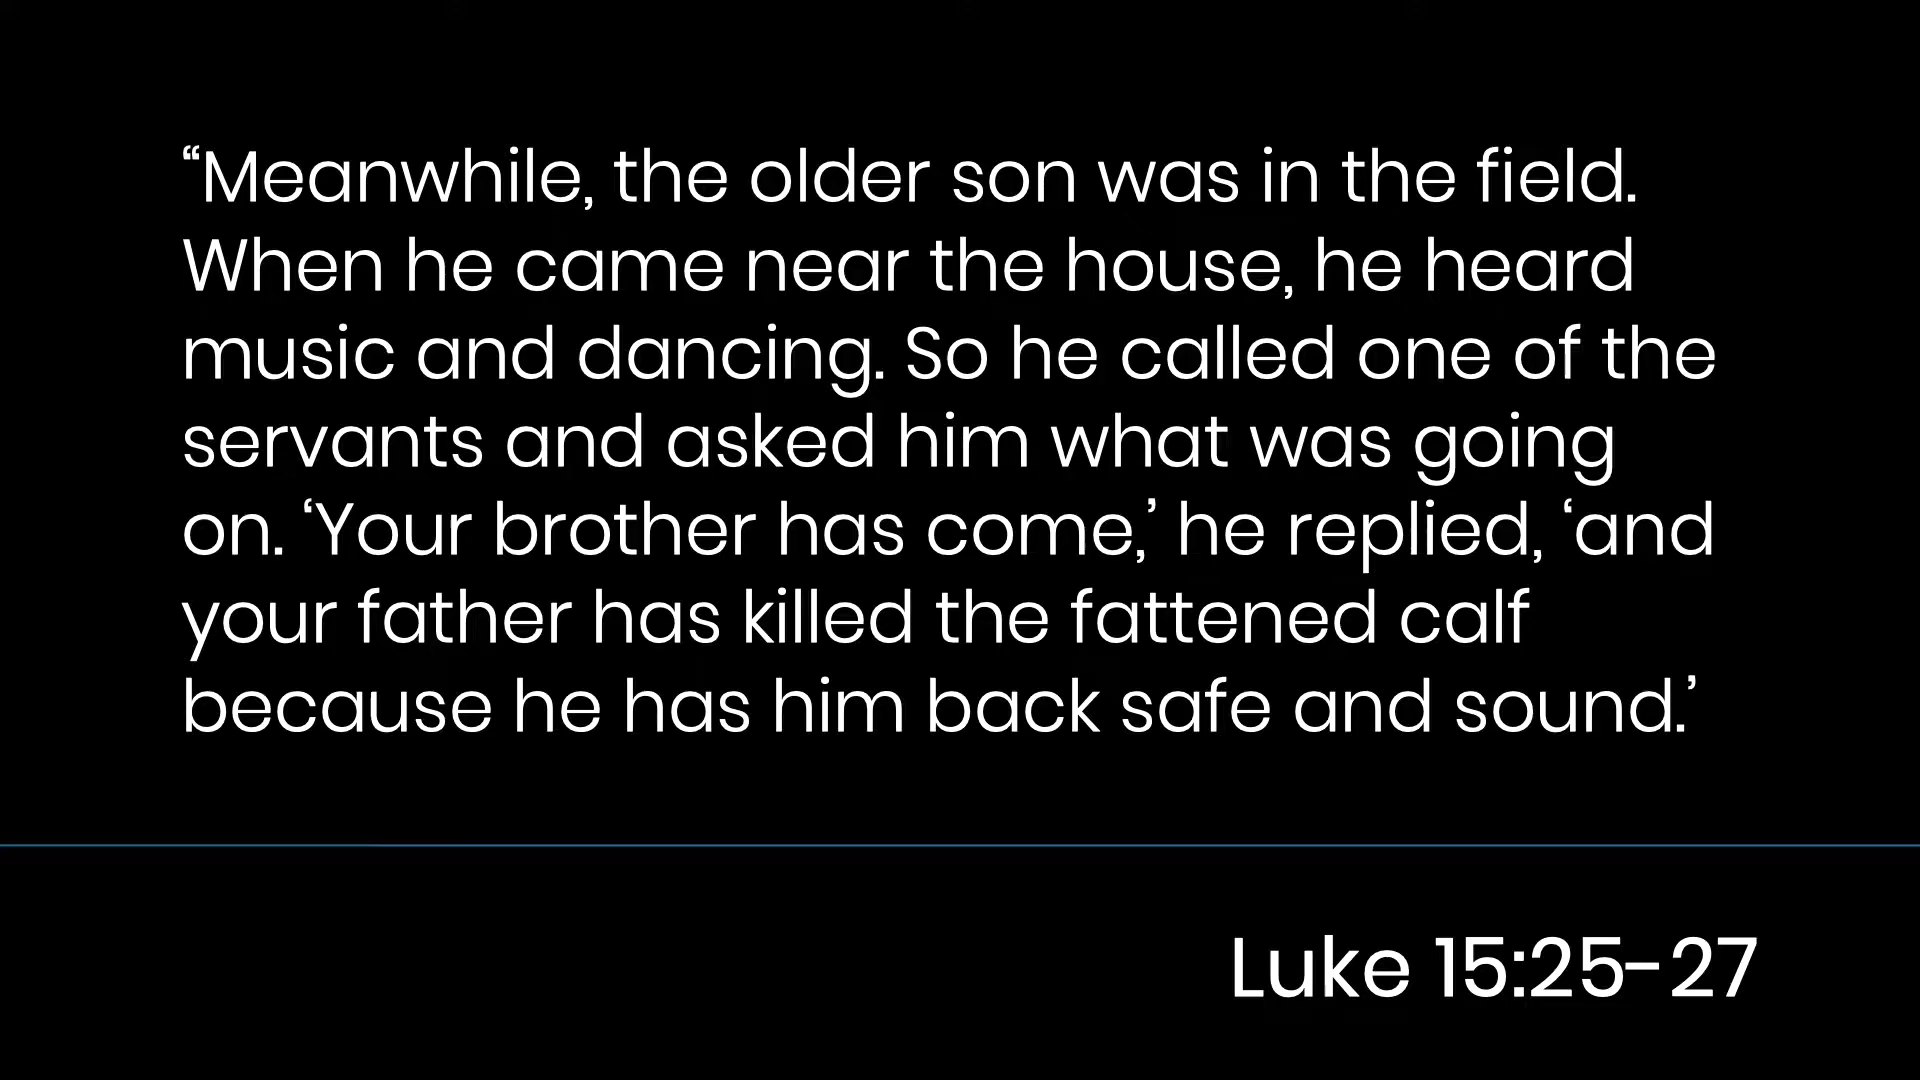 “Meanwhile, the older son was in the field.
When he came near the house, he heard
music and dancing. So he called one of the
servants and asked him what was going
on. ‘Your brother has come,’ he replied, ‘and
your father has killed the fattened calf
because he has him back safe and sound.’
Luke 15:25-27